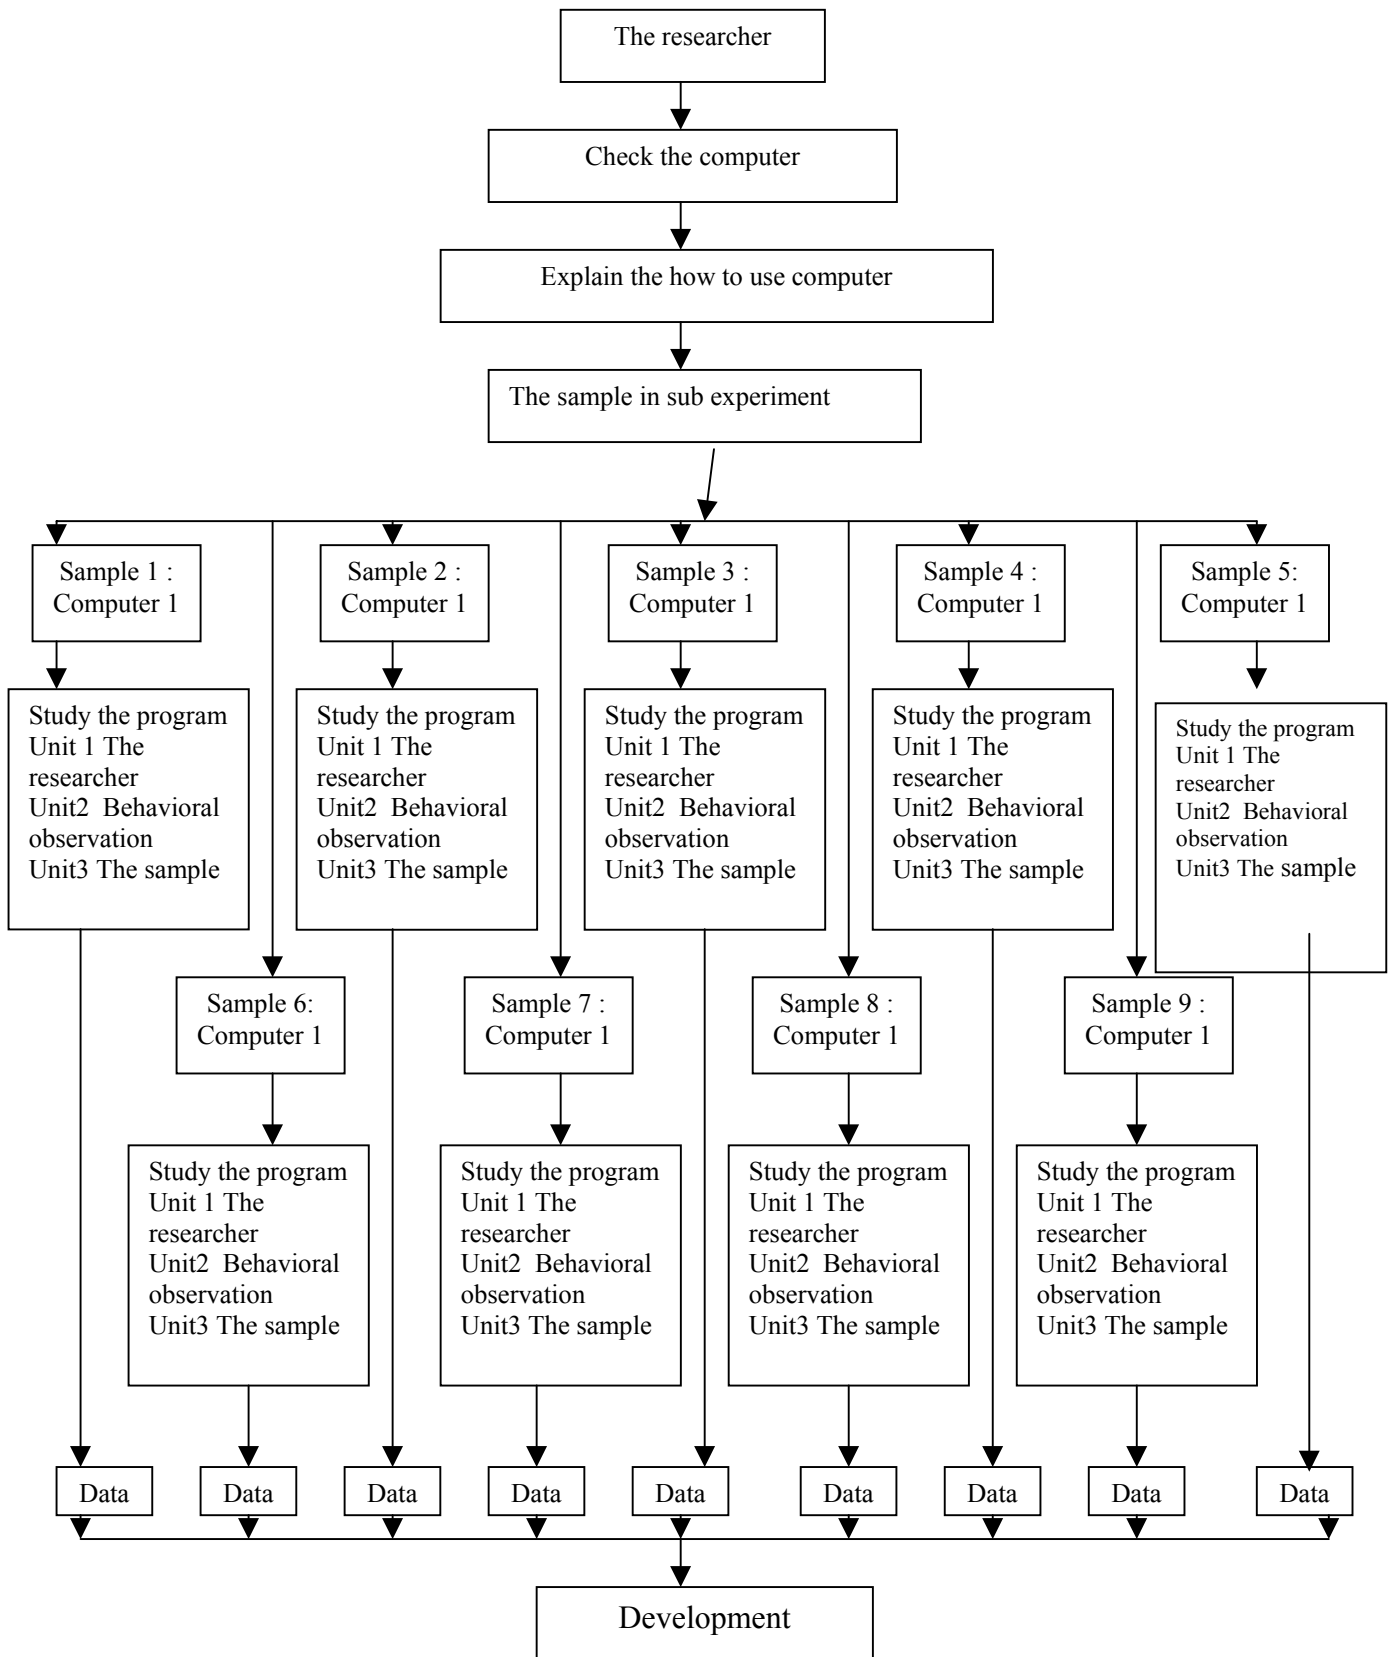 The researcher
Check the computer
Explain the how to use computer
The sample in sub experiment
Sample 1 :
Computer 1
Sample 2 :
Computer 1
Sample 3 :
Computer 1
Sample 4 :
Computer 1
Sample 5:
Computer 1
Study the program
Unit 1 The
researcher
Unit2  Behavioral
observation
Unit3 The sample
Study the program
Unit 1 The
researcher
Unit2  Behavioral
observation
Unit3 The sample
Study the program
Unit 1 The
researcher
Unit2  Behavioral
observation
Unit3 The sample
Study the program
Unit 1 The
researcher
Unit2  Behavioral
observation
Unit3 The sample
Study the program
Unit 1 The
researcher
Unit2  Behavioral
observation
Unit3 The sample
Sample 6:
Computer 1
Sample 7 :
Computer 1
Sample 8 :
Computer 1
Sample 9 :
Computer 1
Study the program
Unit 1 The
researcher
Unit2  Behavioral
observation
Unit3 The sample
Study the program
Unit 1 The
researcher
Unit2  Behavioral
observation
Unit3 The sample
Study the program
Unit 1 The
researcher
Unit2  Behavioral
observation
Unit3 The sample
Study the program
Unit 1 The
researcher
Unit2  Behavioral
observation
Unit3 The sample
Data
Data
Data
Data
Data
Data
Data
Data
Data
Development